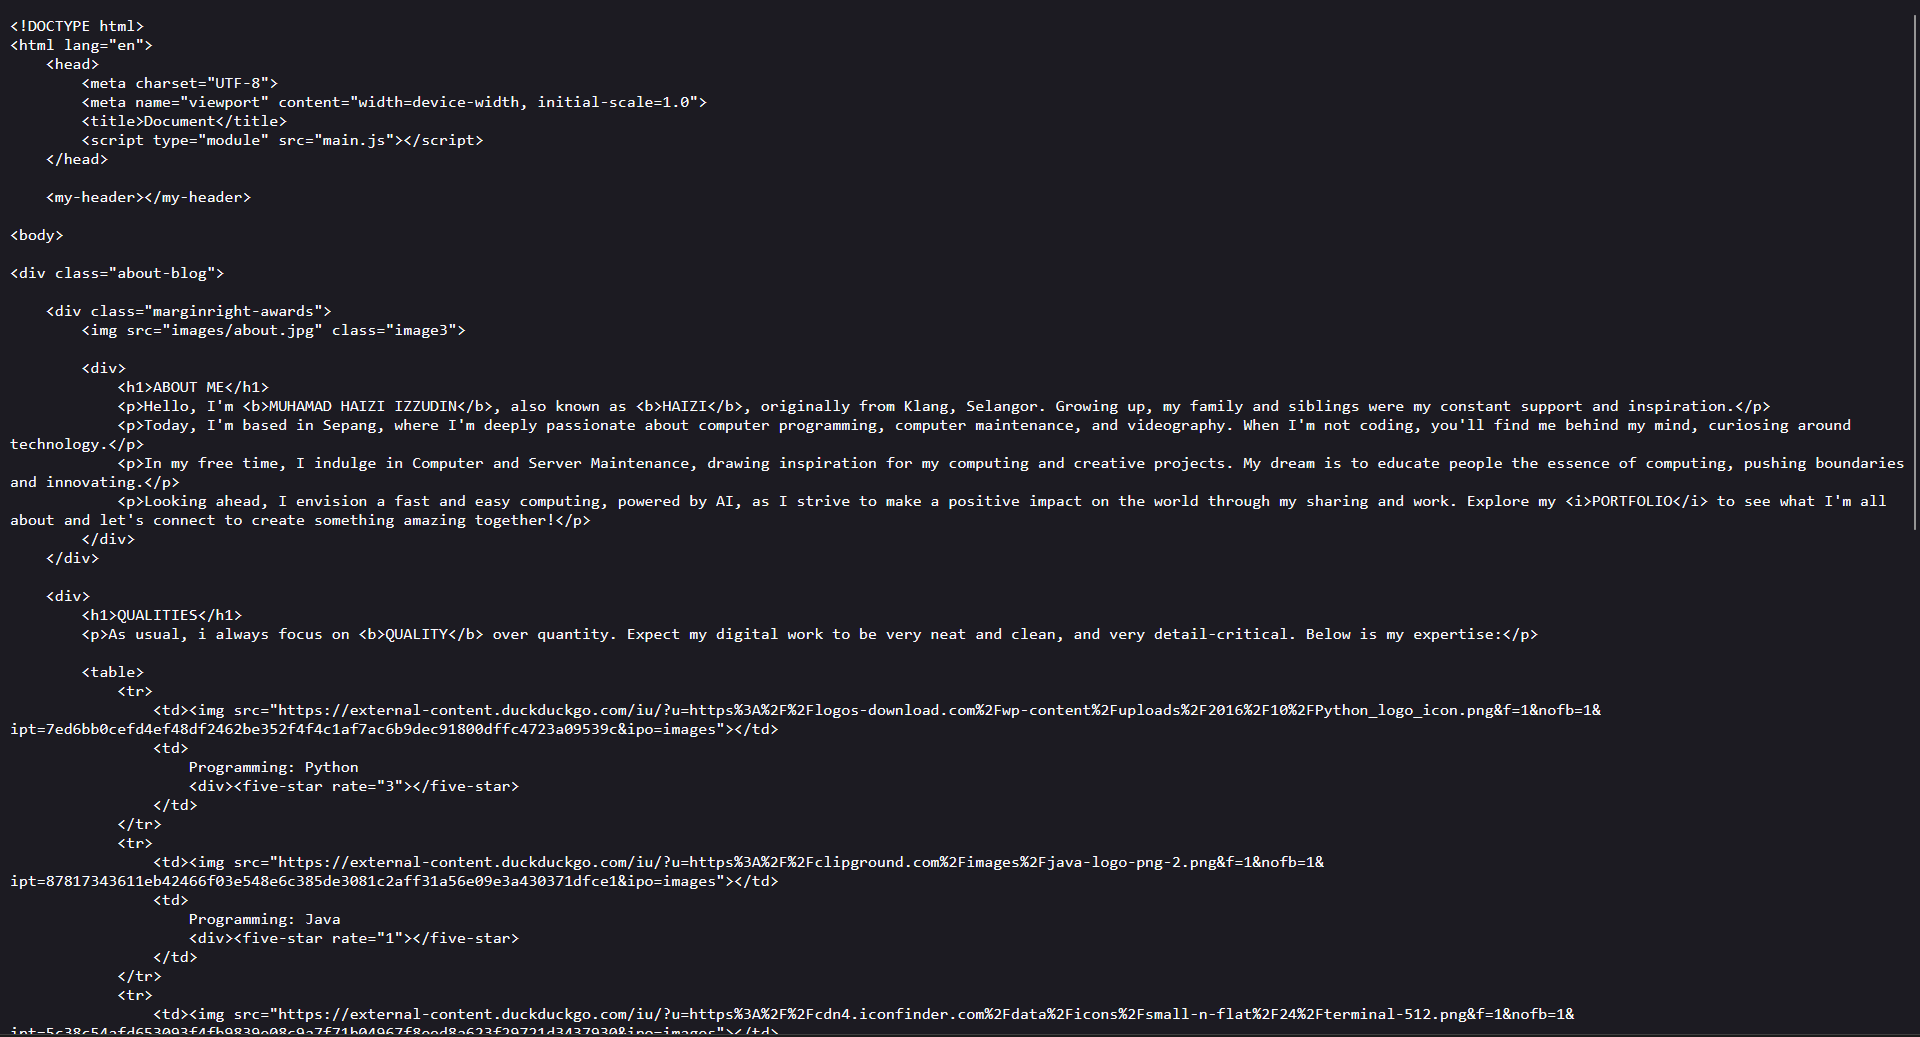 <!DOCTYPE html>
<html lang="en">
    <head>
        <meta charset="UTF-8">
        <meta name="viewport" content="width=device-width, initial-scale=1.0">
        <title>Document</title>
        <script type="module" src="main.js"></script>
    </head>

    <my-header></my-header>

<body>

<div class="about-blog">

    <div class="marginright-awards">
        <img src="images/about.jpg" class="image3">

        <div>
            <h1>ABOUT ME</h1>
            <p>Hello, I'm <b>MUHAMAD HAIZI IZZUDIN</b>, also known as <b>HAIZI</b>, originally from Klang, Selangor. Growing up, my family and siblings were my constant support and inspiration.</p>
            <p>Today, I'm based in Sepang, where I'm deeply passionate about computer programming, computer maintenance, and videography. When I'm not coding, you'll find me behind my mind, curiosing around
technology.</p>
            <p>In my free time, I indulge in Computer and Server Maintenance, drawing inspiration for my computing and creative projects. My dream is to educate people the essence of computing, pushing boundaries
and innovating.</p>
            <p>Looking ahead, I envision a fast and easy computing, powered by AI, as I strive to make a positive impact on the world through my sharing and work. Explore my <i>PORTFOLIO</i> to see what I'm all
about and let's connect to create something amazing together!</p>
        </div>
    </div>

    <div>
        <h1>QUALITIES</h1>
        <p>As usual, i always focus on <b>QUALITY</b> over quantity. Expect my digital work to be very neat and clean, and very detail-critical. Below is my expertise:</p>

        <table>
            <tr>
                <td><img src="https://external-content.duckduckgo.com/iu/?u=https%3A%2F%2Flogos-download.com%2Fwp-content%2Fuploads%2F2016%2F10%2FPython_logo_icon.png&f=1&nofb=1&
ipt=7ed6bb0cefd4ef48df2462be352f4f4c1af7ac6b9dec91800dffc4723a09539c&ipo=images"></td>
                <td>
                    Programming: Python
                    <div><five-star rate="3"></five-star>
                </td>
            </tr>
            <tr>
                <td><img src="https://external-content.duckduckgo.com/iu/?u=https%3A%2F%2Fclipground.com%2Fimages%2Fjava-logo-png-2.png&f=1&nofb=1&
ipt=87817343611eb42466f03e548e6c385de3081c2aff31a56e09e3a430371dfce1&ipo=images"></td>
                <td>
                    Programming: Java
                    <div><five-star rate="1"></five-star>
                </td>
            </tr>
            <tr>
                <td><img src="https://external-content.duckduckgo.com/iu/?u=https%3A%2F%2Fcdn4.iconfinder.com%2Fdata%2Ficons%2Fsmall-n-flat%2F24%2Fterminal-512.png&f=1&nofb=1&